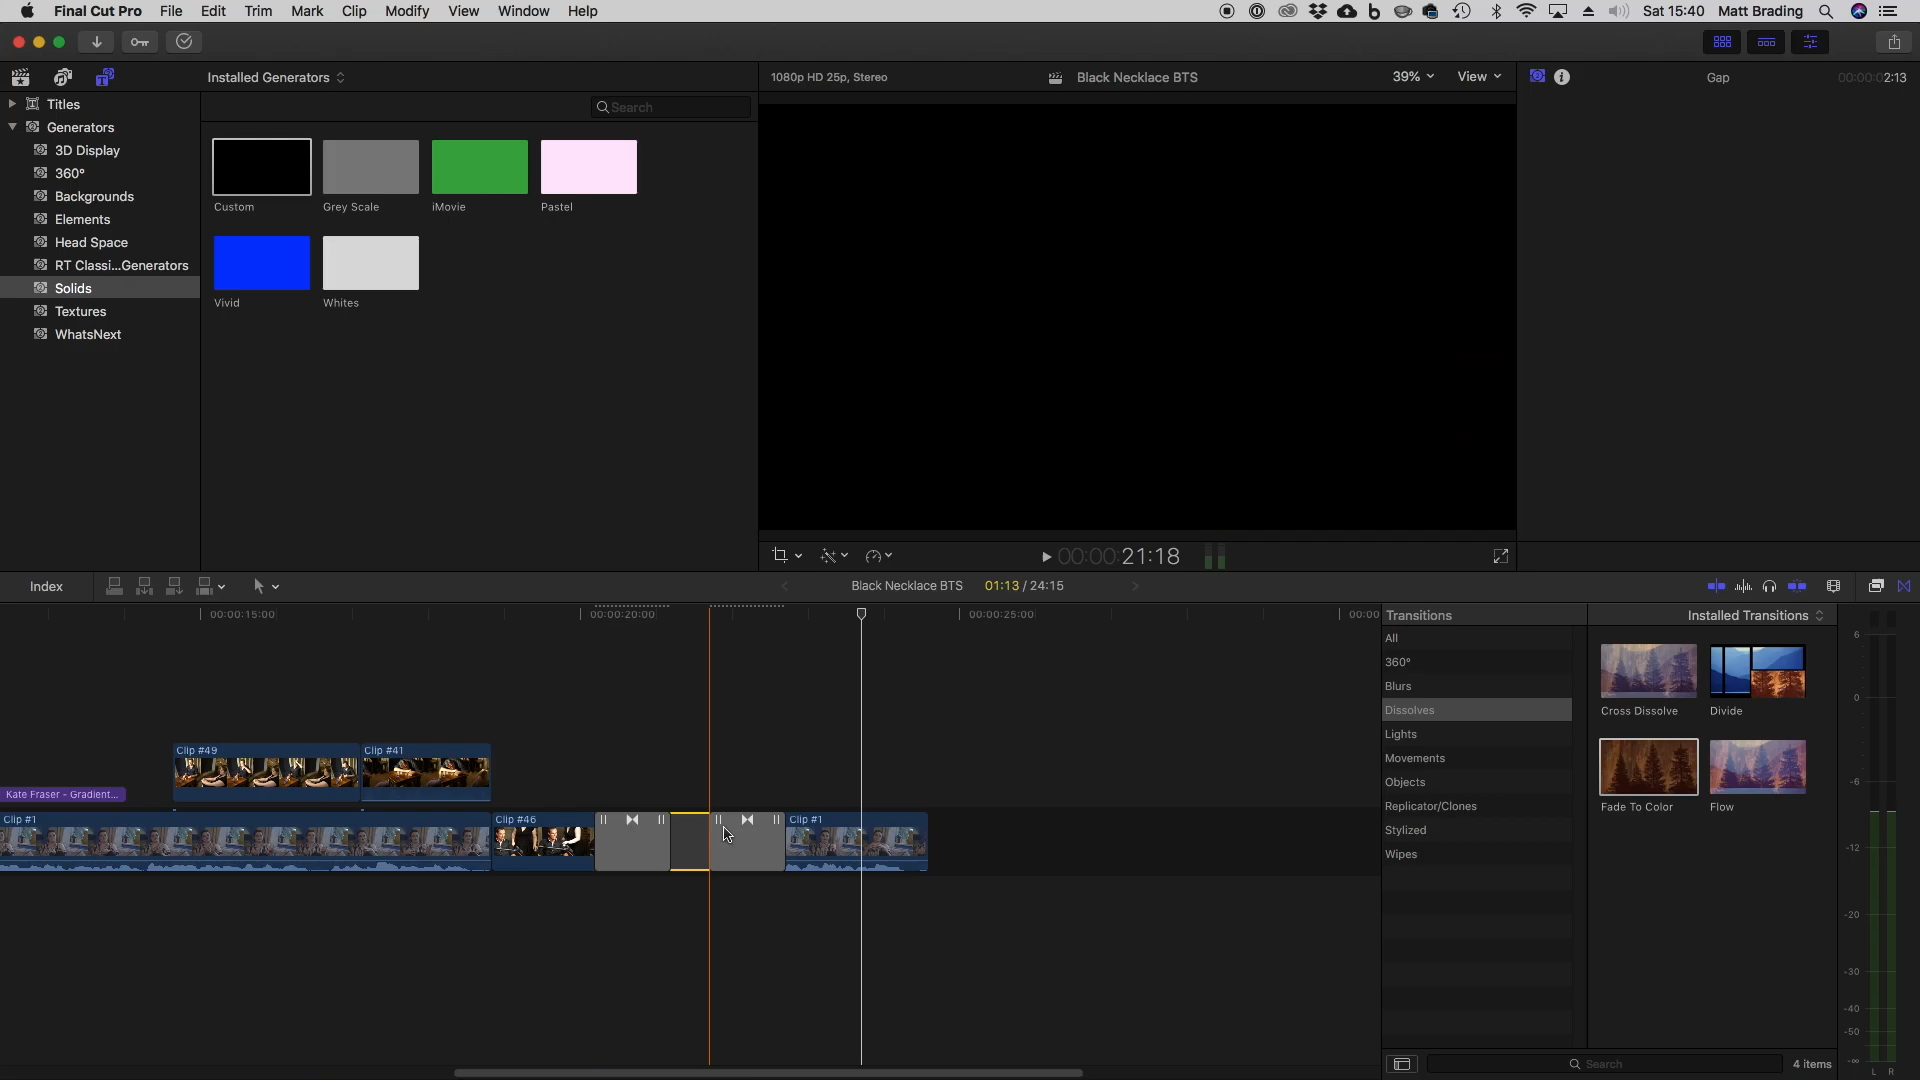 Final Cut Pro File Edit Trim Mark Clip Modify View Window Help Sat 15:40 Matt Brading
Installed Generators
1080p HD 25p, Stereo Black Necklace BTS 39% View
Gap 00:00:02:13
Titles
Generators
3D Display
360°
Backgrounds
Elements
Head Space
RT Classi...Generators
Solids
Textures
WhatsNext
Search
Custom Grey Scale iMovie Pastel
Vivid Whites
00:00:21:18
Index Black Necklace BTS 01:13 / 24:15
00:00:15:00 00:00:20:00 00:00:25:00 00:00
Clip #49 Clip #41
Kate Fraser - Gradient...
Clip #1 Clip #46 Clip #1
Transitions
All
360°
Blurs
Dissolves
Lights
Movements
Objects
Replicator/Clones
Stylized
Wipes
Installed Transitions
Cross Dissolve Divide
Fade To Color Flow
Search 4 items
6
0
-6
-12
-20
-30
-40
-50
-∞
L R